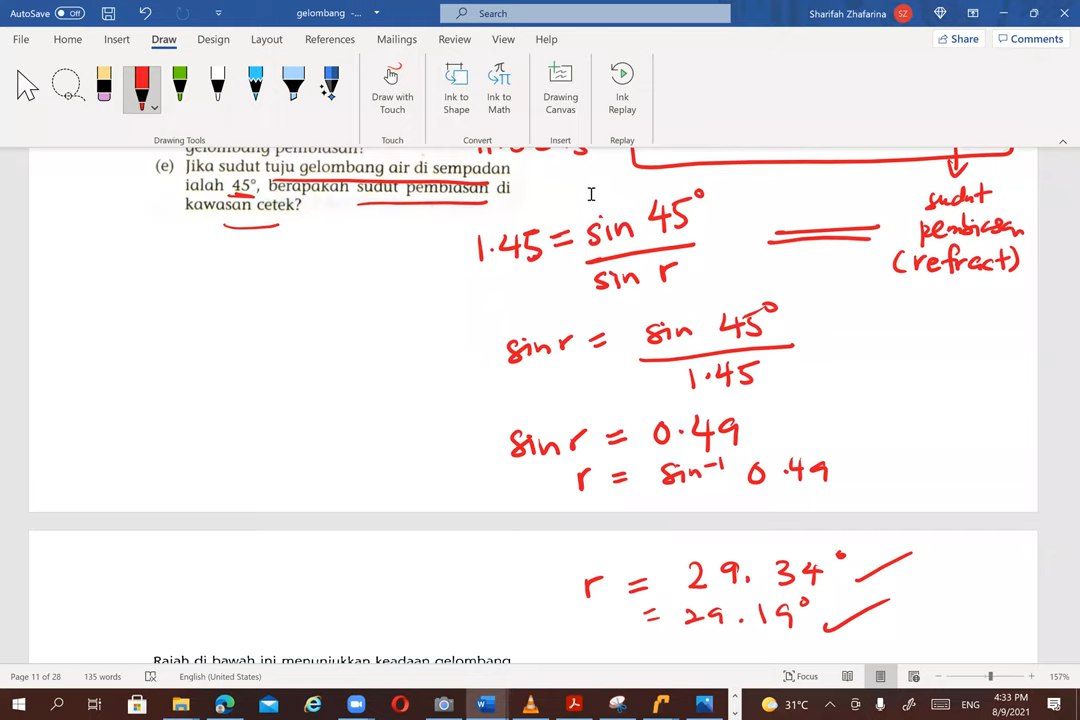 AutoSave Off gelombang -... Search Sharifah Zhafarina SZ
File Home Insert Draw Design Layout References Mailings Review View Help Share Comments
Draw with Touch
Ink to Shape
Ink to Math
Drawing Canvas
Ink Replay
Drawing Tools Touch Convert Insert Replay
gelombang pembiasan?
(e) Jika sudut tuju gelombang air di sempadan
ialah 45°, berapakah sudut pembiasan di
kawasan cetek?
sudut
pembiasan
(refract)
1.45 = sin 45° / sin r
sin r = sin 45° / 1.45
sin r = 0.49
r = sin⁻¹ 0.49
r = 29.34°
= 29.19°
Rajah di bawah ini menunjukkan keadaan gelombang
Page 11 of 28 135 words English (United States) Focus 157%
31°C ENG 4:33 PM
8/9/2021